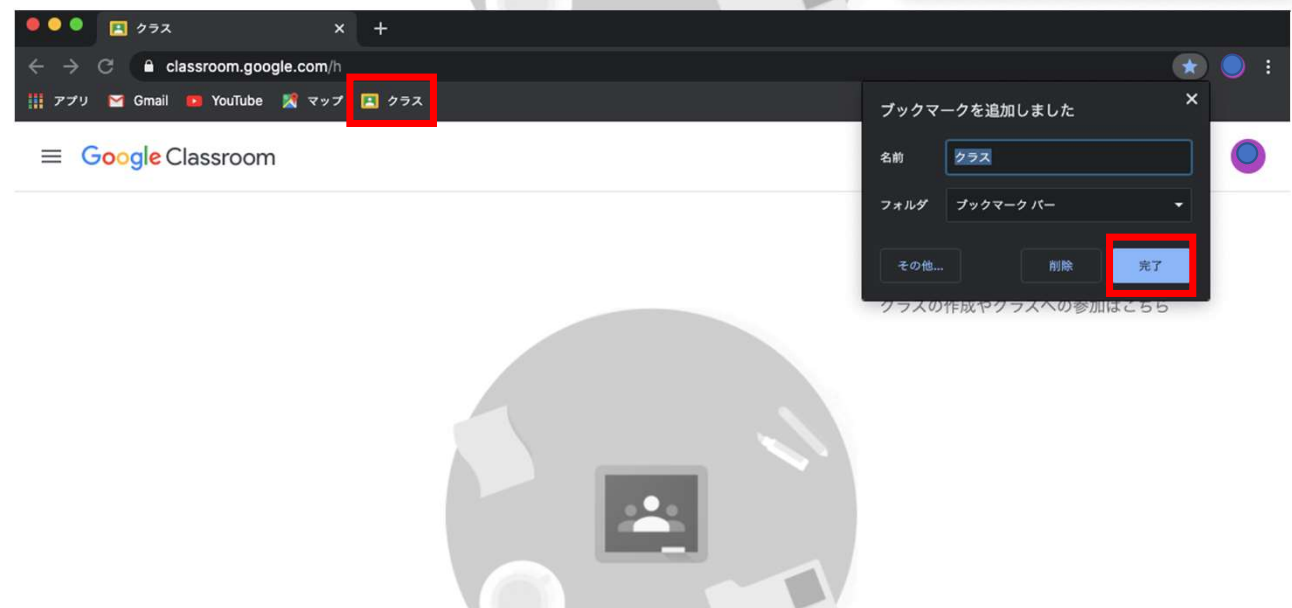 クラス
classroom.google.com/h
アプリ Gmail YouTube マップ クラス
Google Classroom
ブックマークを追加しました
名前 クラス
フォルダ ブックマーク バー
その他... 削除 完了
クラスの作成やクラスへの参加はこちら